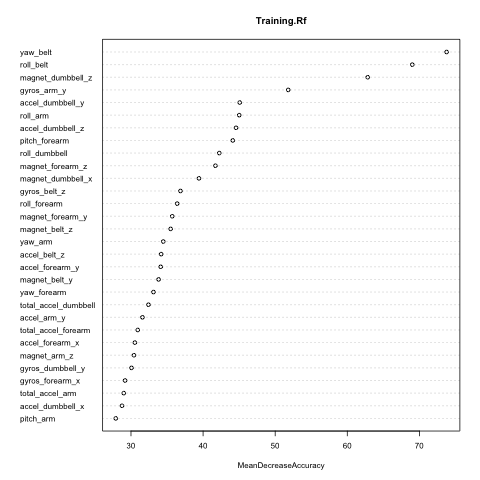 Training.Rf
yaw_belt
roll_belt
magnet_dumbbell_z
gyros_arm_y
accel_dumbbell_y
roll_arm
accel_dumbbell_z
pitch_forearm
roll_dumbbell
magnet_forearm_z
magnet_dumbbell_x
gyros_belt_z
roll_forearm
magnet_forearm_y
magnet_belt_z
yaw_arm
accel_belt_z
accel_forearm_y
magnet_belt_y
yaw_forearm
total_accel_dumbbell
accel_arm_y
total_accel_forearm
accel_forearm_x
magnet_arm_z
gyros_dumbbell_y
gyros_forearm_x
total_accel_arm
accel_dumbbell_x
pitch_arm
30 40 50 60 70
MeanDecreaseAccuracy